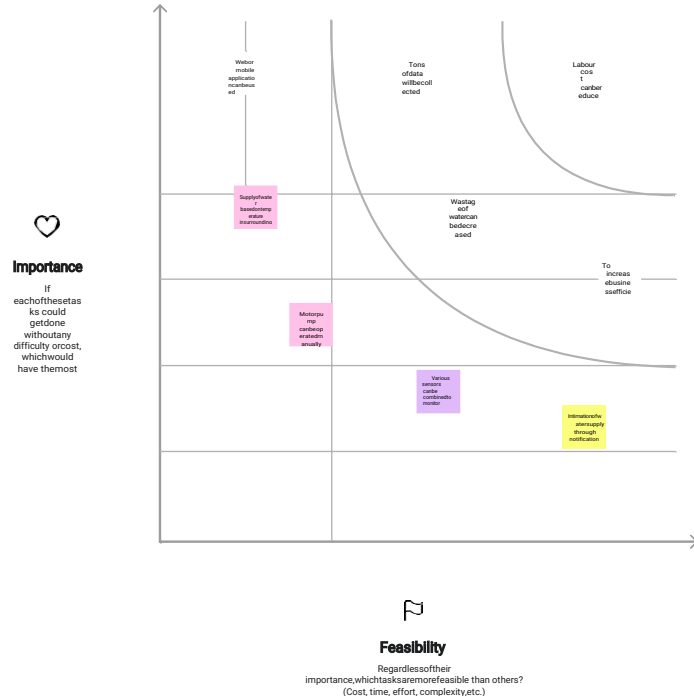 Webor
mobile
applicatio
ncanbeus
ed
Tons
ofdata
willbecoll
ected
Labour
cos
t
canber
educe
Supplyofwate
r
basedontemp
erature
insurroundino
Wastag
eof
watercan
bedecre
ased
To
increas
ebusine
ssefficie
Importance
If
eachofthesetas
ks could
getdone
withoutany
difficulty orcost,
whichwould
have themost
Motorpu
mp
canbeop
eratedm
anually
Various
sensors
canbe
combinedto
monitor
Intimationofw
atersupply
through
notification
Feasibility
Regardlessoftheir
importance,whichtasksaremorefeasible than others?
(Cost, time, effort, complexity,etc.)